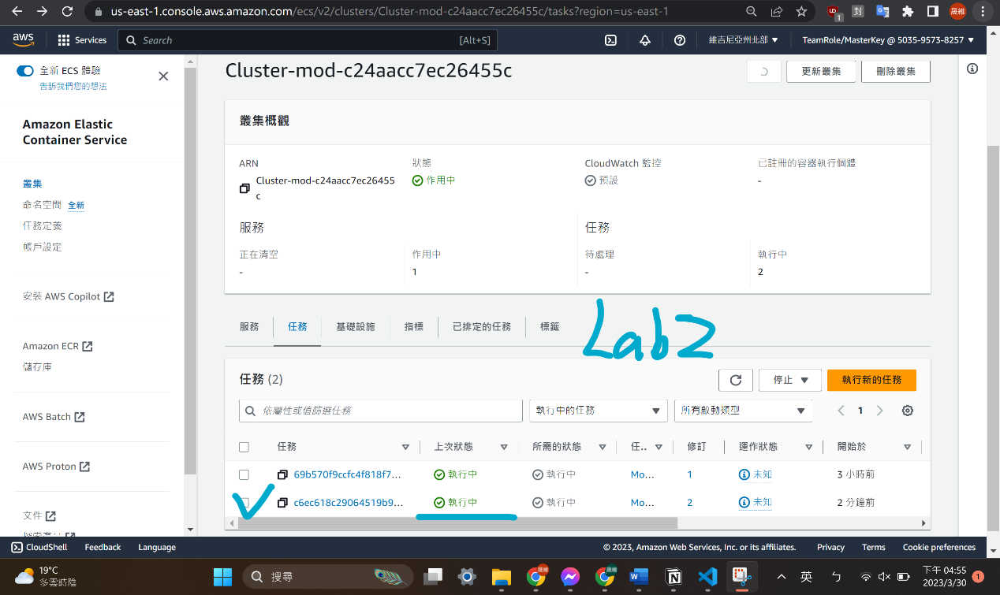 us-east-1.console.aws.amazon.com/ecs/v2/clusters/Cluster-mod-c24aacc7ec26455c/tasks?region=us-east-1
aws Services Search [Alt+S] 維吉尼亞州北部 TeamRole/MasterKey @ 5035-9573-8257
全新 ECS 體驗
告訴我們您的想法
Amazon Elastic
Container Service
叢集
命名空間 全新
任務定義
帳戶設定
安裝 AWS Copilot
Amazon ECR
儲存庫
AWS Batch
AWS Proton
文件
Cluster-mod-c24aacc7ec26455c
更新叢集 刪除叢集
叢集概觀
ARN 狀態 CloudWatch 監控 已註冊的容器執行個體
Cluster-mod-c24aacc7ec26455
c
作用中 預設 -
服務 任務
正在清空 作用中 待處理 執行中
- 1 - 2
服務 任務 基礎設施 指標 已排定的任務 標籤
Lab2
任務 (2) 停止 執行新的任務
依屬性或值篩選任務 執行中的任務 所有啟動類型 1
任務 上次狀態 所需的狀態 任.. 修訂 運作狀態 開始於
69b570f9ccfc4f818f7... 執行中 執行中 Mo... 1 未知 3 小時前
c6ec618c29064519b9... 執行中 執行中 Mo... 2 未知 2 分鐘前
CloudShell Feedback Language © 2023, Amazon Web Services, Inc. or its affiliates. Privacy Terms Cookie preferences
19°C
多雲時陰
搜尋
英 ㄅ
下午 04:55
2023/3/30 1